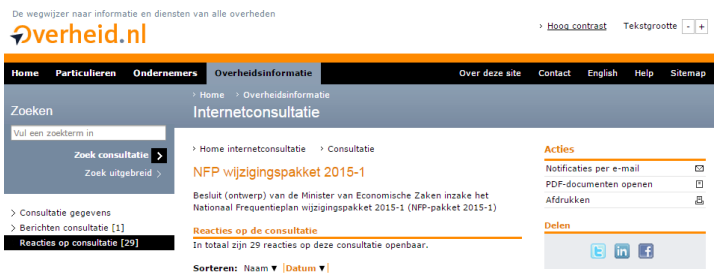 De wegwijzer naar informatie en diensten van alle overheden
Overheid.nl
Hoog contrast Tekstgrootte - +
Home Particulieren Ondernemers Overheidsinformatie Over deze site Contact English Help Sitemap
Home Overheidsinformatie
Internetconsultatie
Zoeken
Vul een zoekterm in
Zoek consultatie
Zoek uitgebreid
Consultatie gegevens
Berichten consultatie [1]
Reacties op consultatie [29]
Home internetconsultatie Consultatie
NFP wijzigingspakket 2015-1
Besluit (ontwerp) van de Minister van Economische Zaken inzake het
Nationaal Frequentieplan wijzigingspakket 2015-1 (NFP-pakket 2015-1)
Reacties op de consultatie
In totaal zijn 29 reacties op deze consultatie openbaar.
Sorteren: Naam ▼ | Datum ▼ |
Acties
Notificaties per e-mail
PDF-documenten openen
Afdrukken
Delen